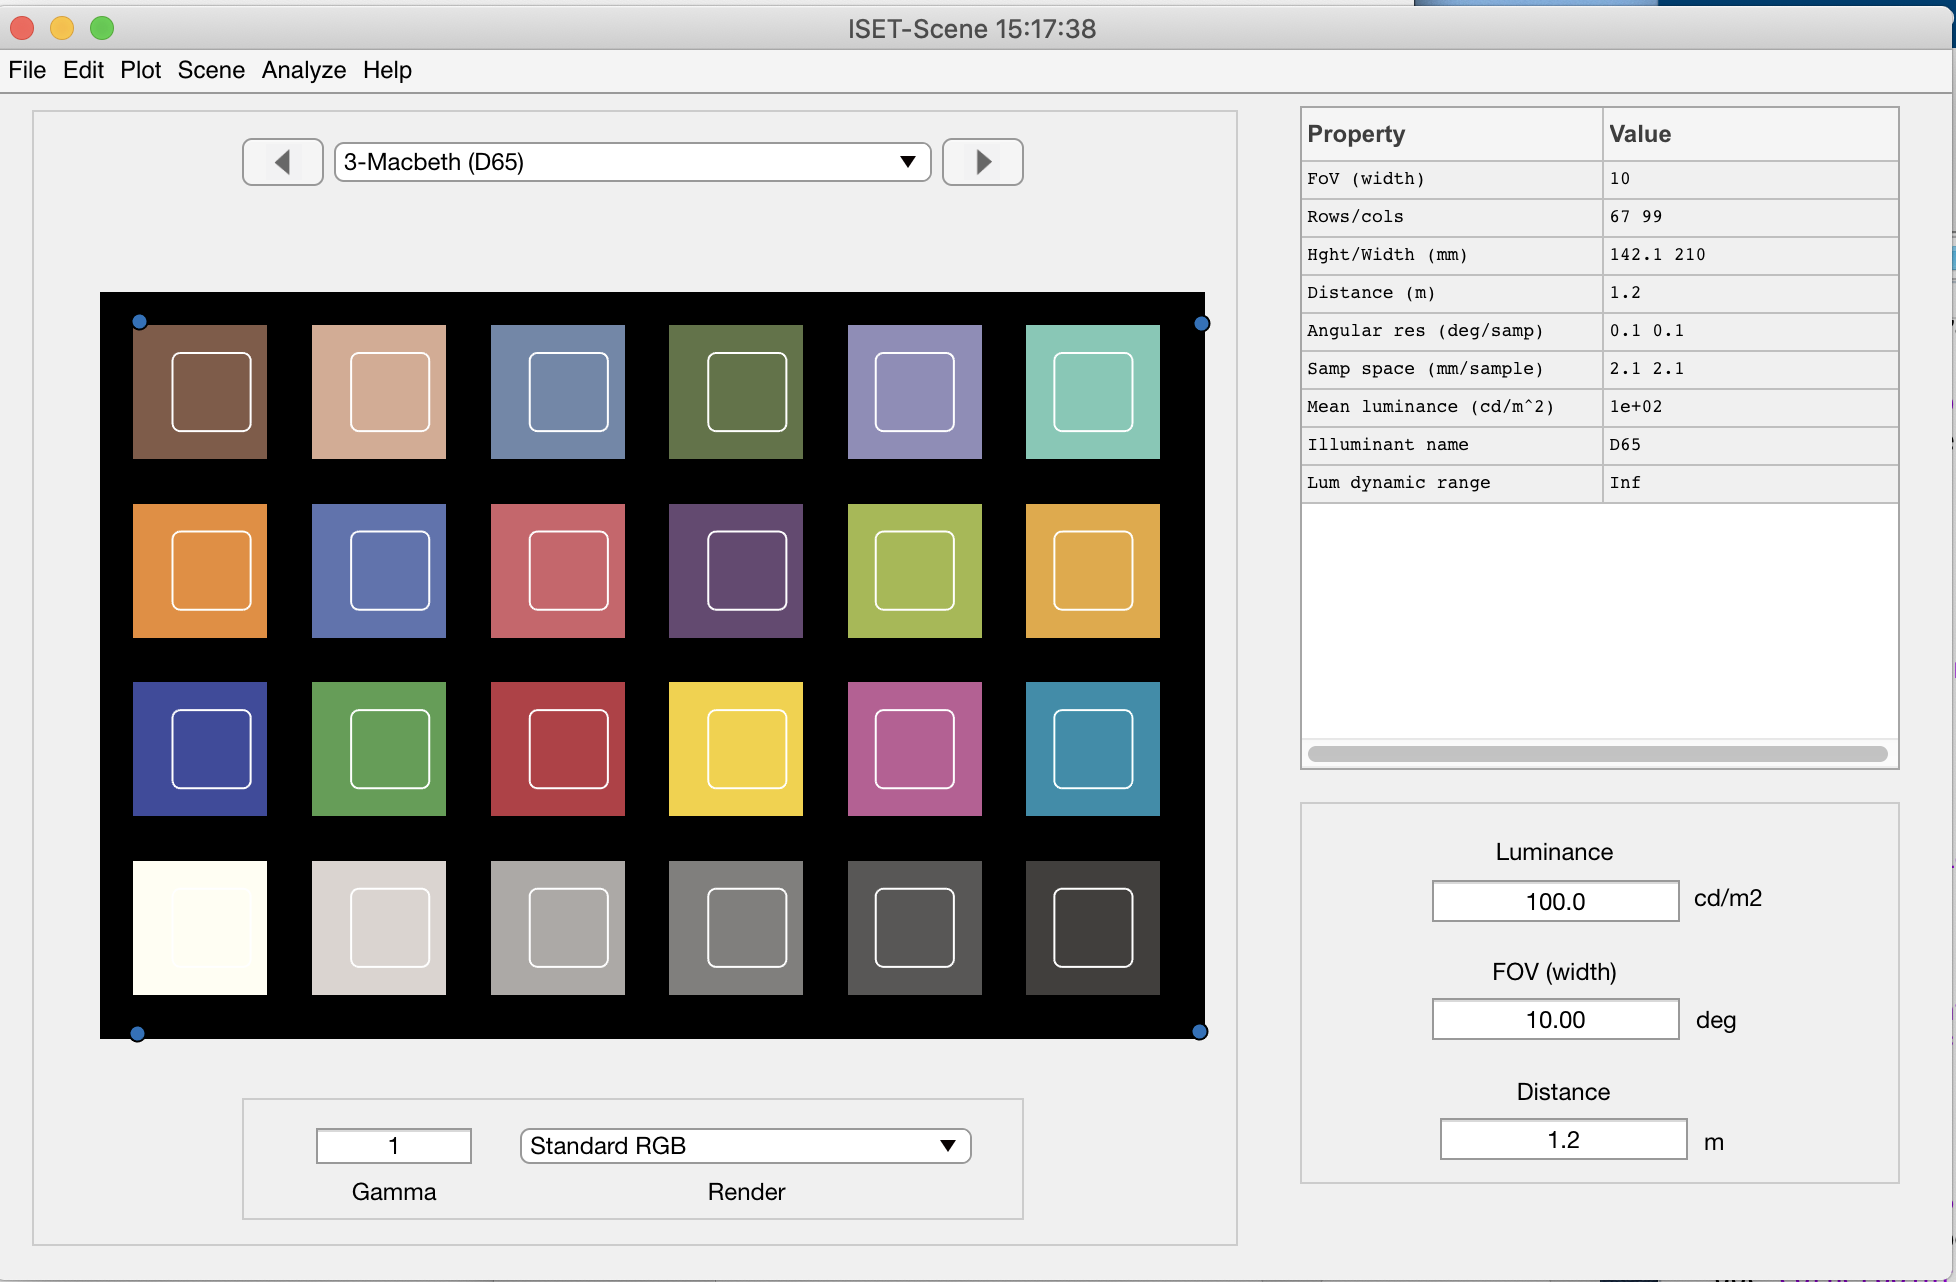 ISET-Scene 15:17:38
File Edit Plot Scene Analyze Help
3-Macbeth (D65)
Property Value
FoV (width) 10
Rows/cols 67 99
Hght/Width (mm) 142.1 210
Distance (m) 1.2
Angular res (deg/samp) 0.1 0.1
Samp space (mm/sample) 2.1 2.1
Mean luminance (cd/m^2) 1e+02
Illuminant name D65
Lum dynamic range Inf
Luminance
100.0 cd/m2
FOV (width)
10.00 deg
Distance
1.2 m
1 Standard RGB
Gamma Render